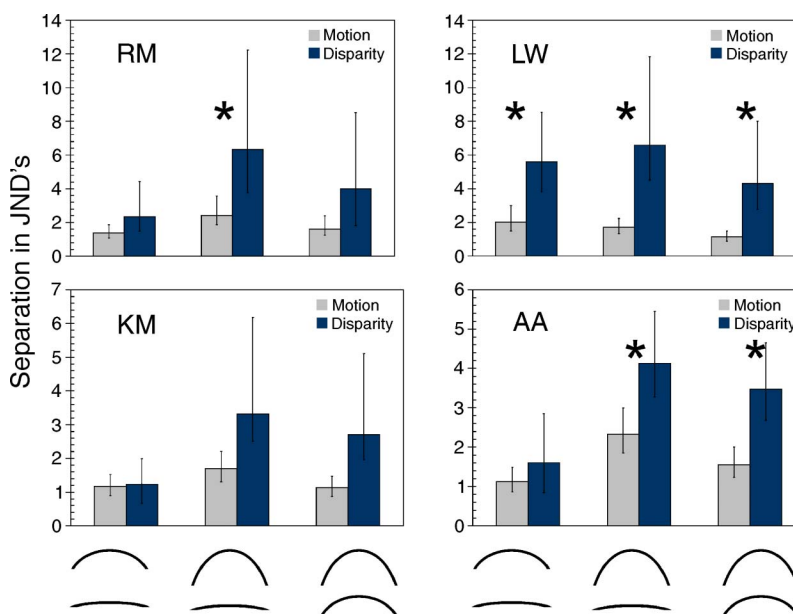 Separation in JND's
14
12
10
8
6
4
2
0
RM
Motion
Disparity
*
14
12
10
8
6
4
2
0
LW
Motion
Disparity
* * *
7
6
5
4
3
2
1
0
KM
Motion
Disparity
6
5
4
3
2
1
0
AA
Motion
Disparity
* *